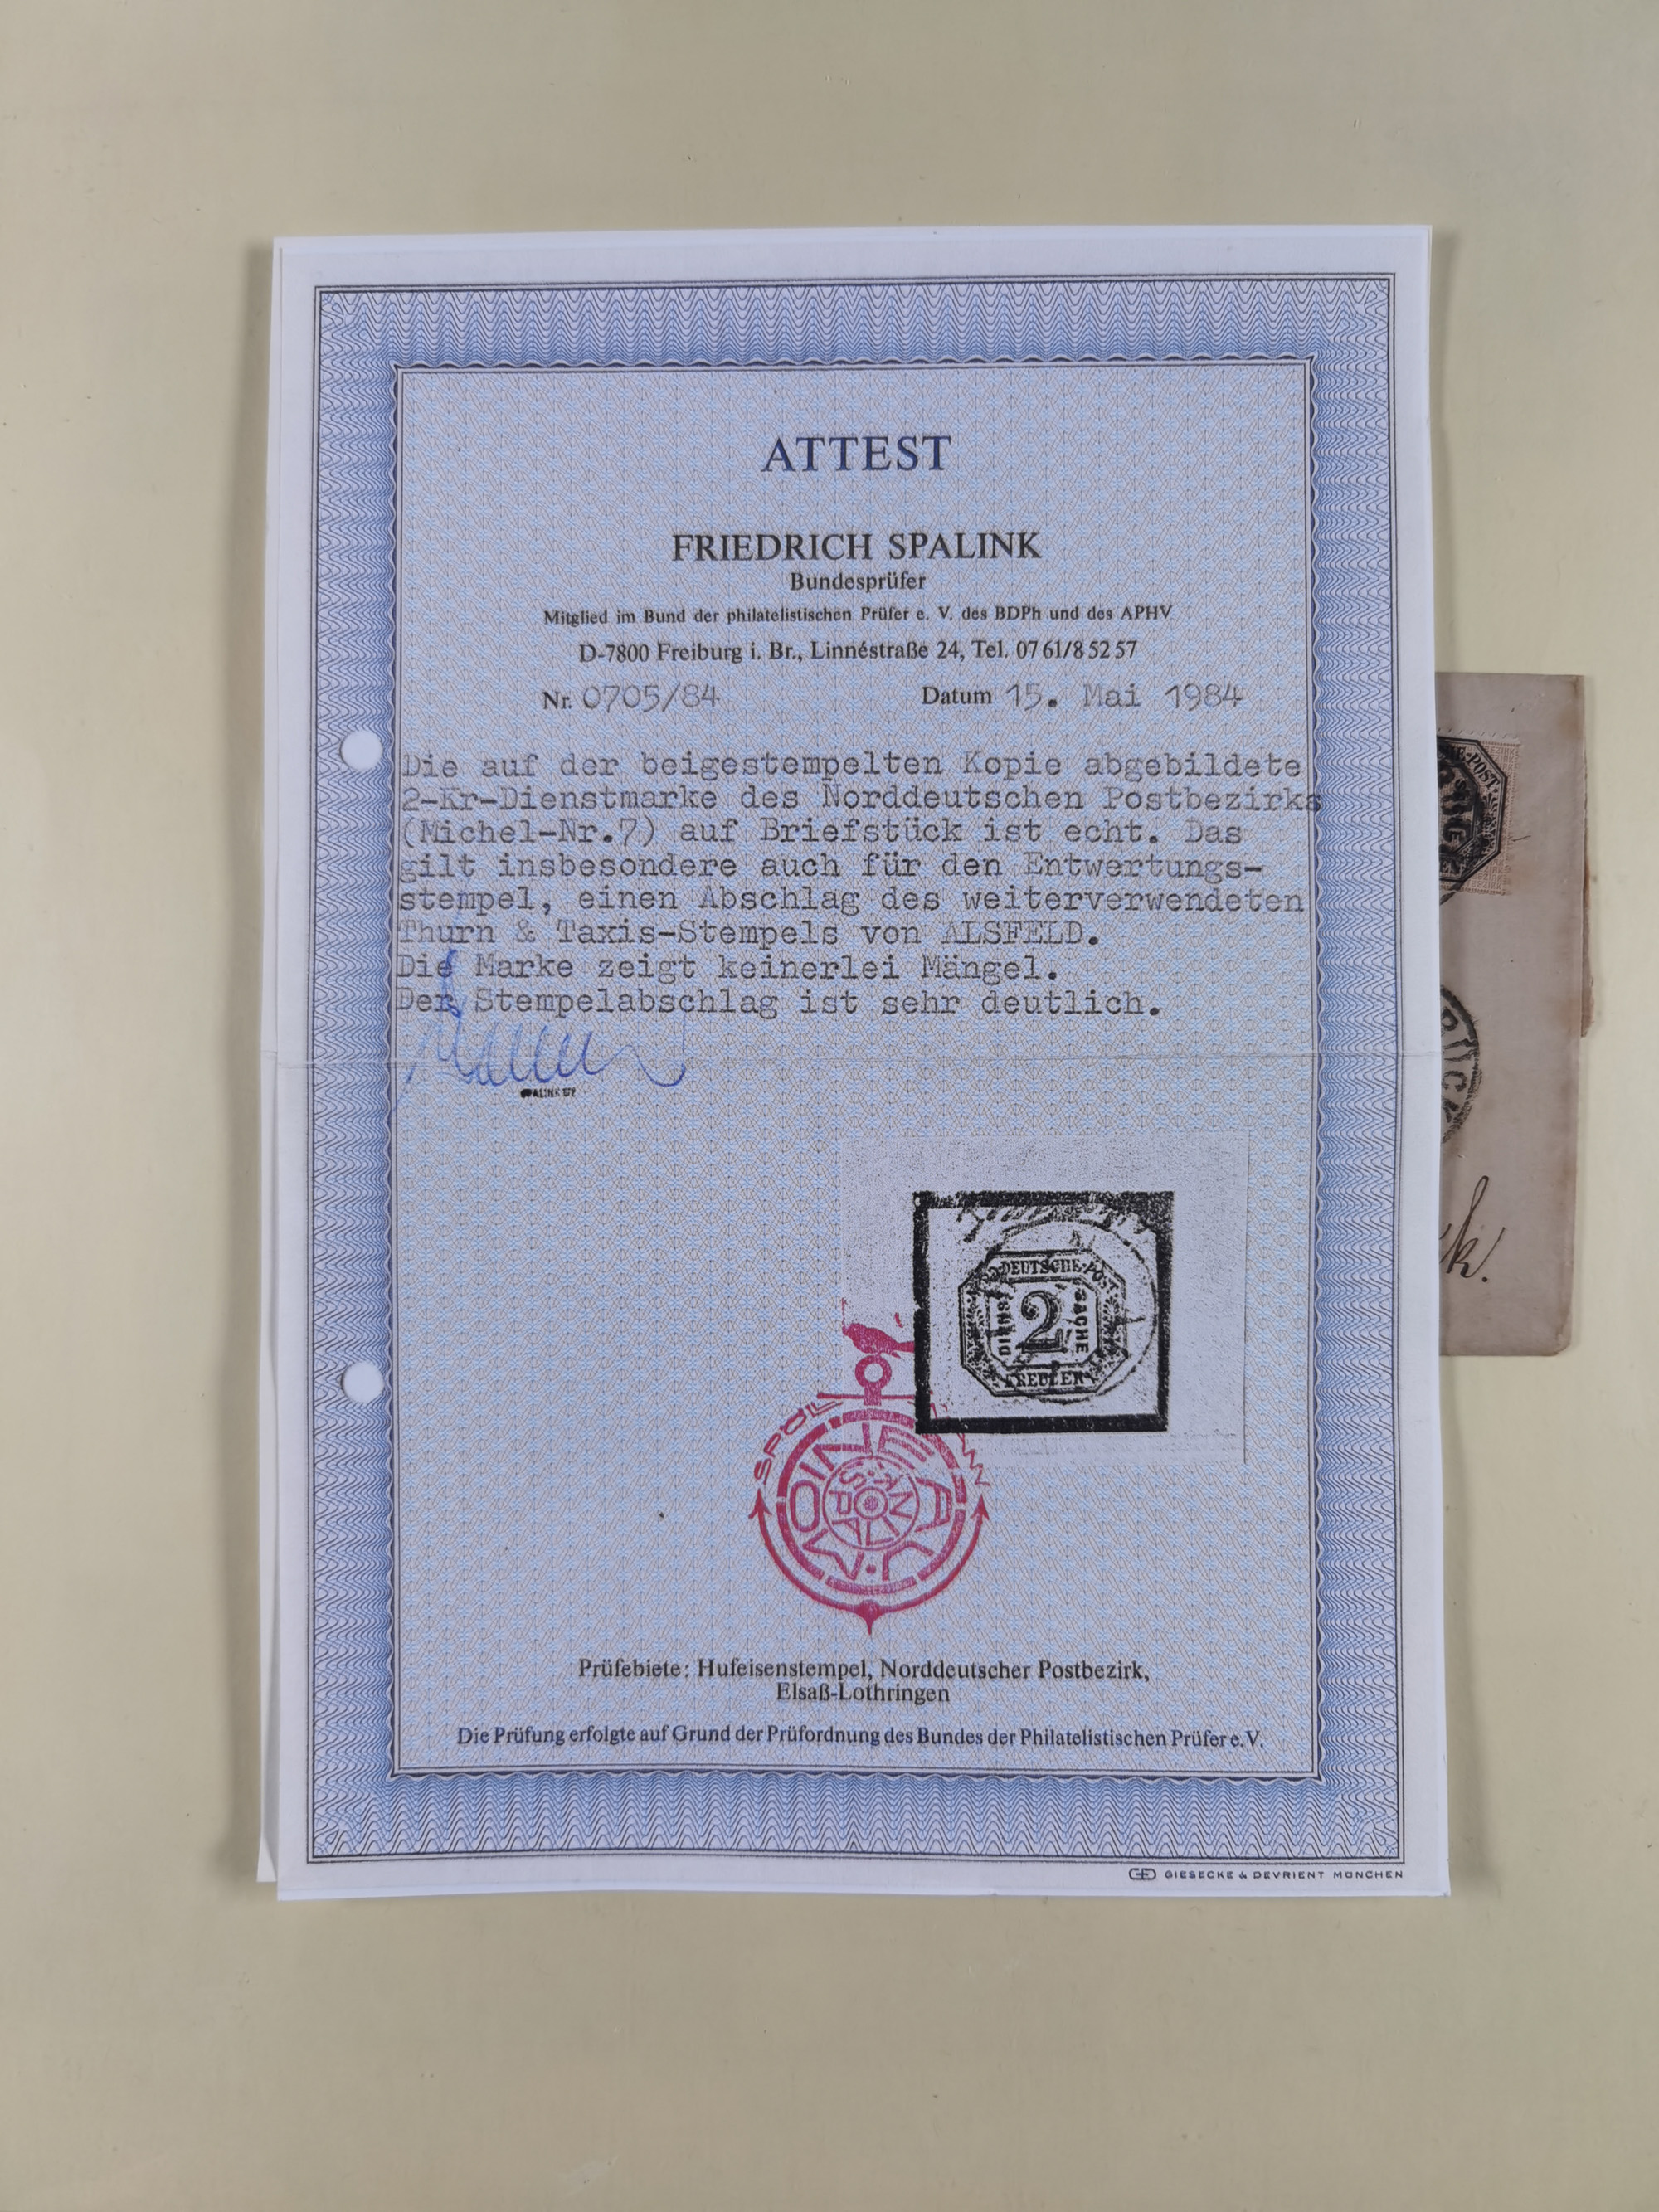 ATTEST
FRIEDRICH SPALINK
Bundesprüfer
Mitglied im Bund der philatelistischen Prüfer e. V. des BDPh und des APHV
D-7800 Freiburg i. Br., Linnéstraße 24, Tel. 07 61/8 52 57
Nr. 0705/84 Datum 15. Mai 1984
Die auf der beigestempelten Kopie abgebildete
2-Kr-Dienstmarke des Norddeutschen Postbezirks
(Michel-Nr.7) auf Briefstück ist echt. Das
gilt insbesondere auch für den Entwertungs-
stempel, einen Abschlag des weiterverwendeten
Thurn & Taxis-Stempels von ALSFELD.
Die Marke zeigt keinerlei Mängel.
Der Stempelabschlag ist sehr deutlich.
DEUTSCHE-POST
DIENST
2
SACHE
KREUZER
Prüfebiete: Hufeisenstempel, Norddeutscher Postbezirk,
Elsaß-Lothringen
Die Prüfung erfolgte auf Grund der Prüfordnung des Bundes der Philatelistischen Prüfer e.V.
GIESECKE & DEVRIENT MÜNCHEN